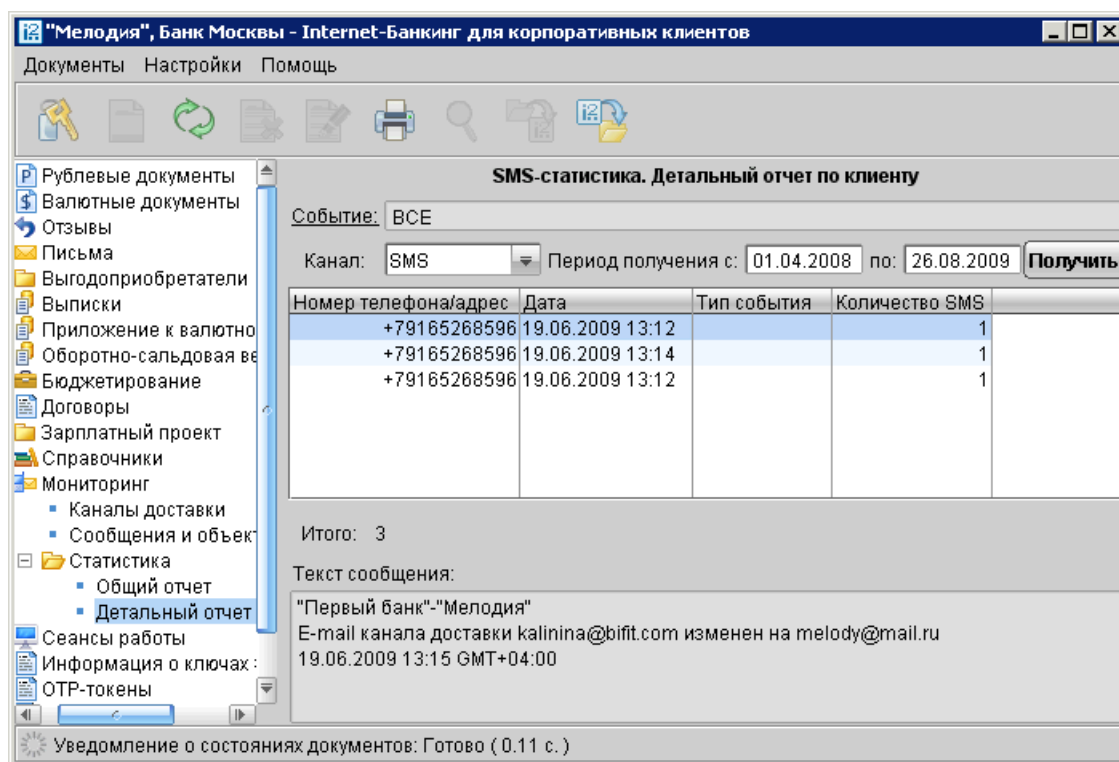 "Мелодия", Банк Москвы - Internet-Банкинг для корпоративных клиентов
Документы Настройки Помощь
Рублевые документы
Валютные документы
Отзывы
Письма
Выгодоприобретатели
Выписки
Приложение к валютно
Оборотно-сальдовая ве
Бюджетирование
Договоры
Зарплатный проект
Справочники
Мониторинг
Каналы доставки
Сообщения и объект
Статистика
Общий отчет
Детальный отчет
Сеансы работы
Информация о ключах :
ОТР-токены
SMS-статистика. Детальный отчет по клиенту
Событие: ВСЕ
Канал: SMS Период получения с: 01.04.2008 по: 26.08.2009 Получить
Номер телефона/адрес Дата Тип события Количество SMS
+79165268596 19.06.2009 13:12 1
+79165268596 19.06.2009 13:14 1
+79165268596 19.06.2009 13:12 1
Итого: 3
Текст сообщения:
"Первый банк"-"Мелодия"
E-mail канала доставки kalinina@bifit.com изменен на melody@mail.ru
19.06.2009 13:15 GMT+04:00
Уведомление о состояниях документов: Готово ( 0.11 с. )